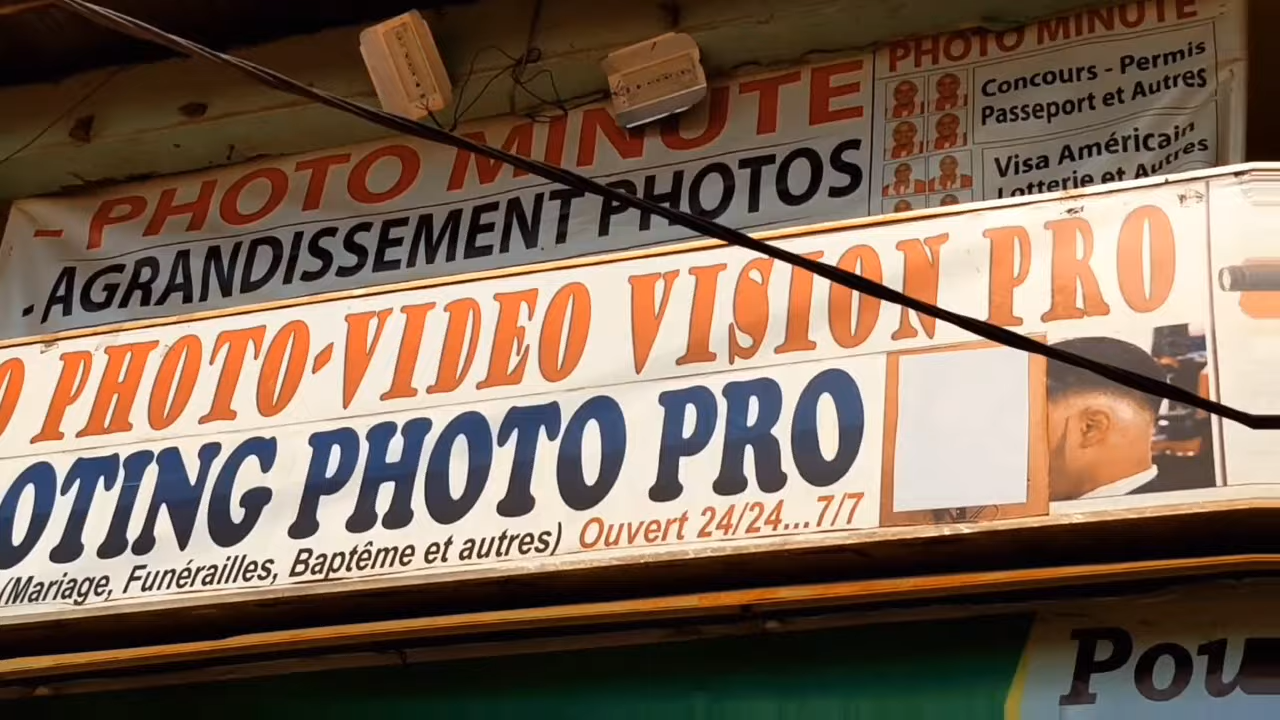 - PHOTO MINUTE
- AGRANDISSEMENT PHOTOS
PHOTO MINUTE
Concours - Permis
Passeport et Autres
Visa Américain
Lotterie et Autres
O PHOTO-VIDEO VISION PRO
OTING PHOTO PRO
(Mariage, Funérailles, Baptême et autres) Ouvert 24/24...7/7
Pou